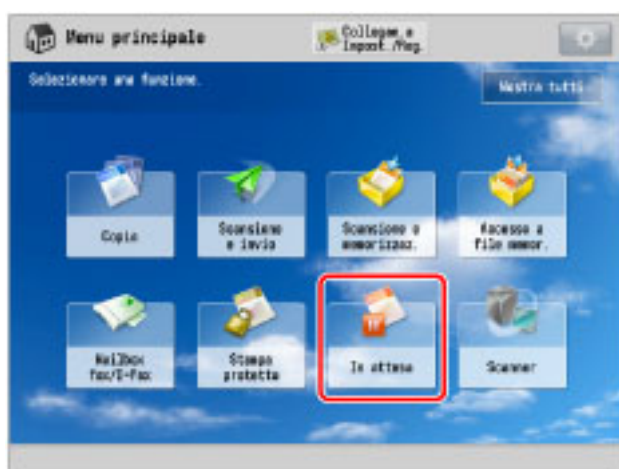 Menu principale
Collegam. a
Impost./Reg.
Selezionare una funzione.
Mostra tutti
Copia
Scansione
e invio
Scansione e
memorizzaz.
Accesso a
file memor.
Mailbox
fax/I-Fax
Stampa
protetta
In attesa
Scanner